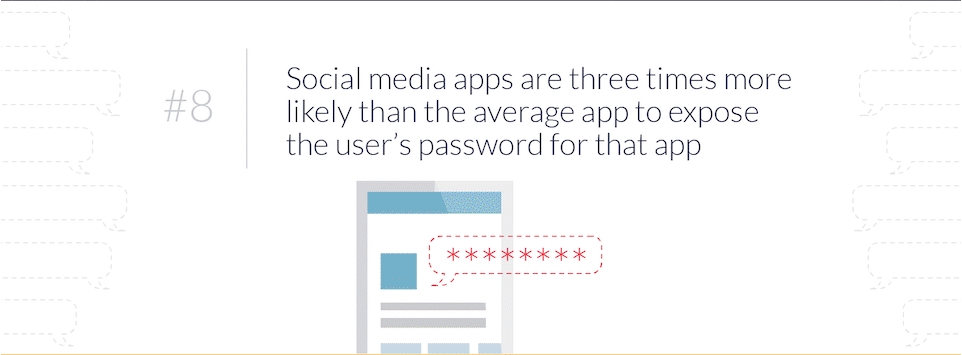 #8
Social media apps are three times more
likely than the average app to expose
the user’s password for that app
********